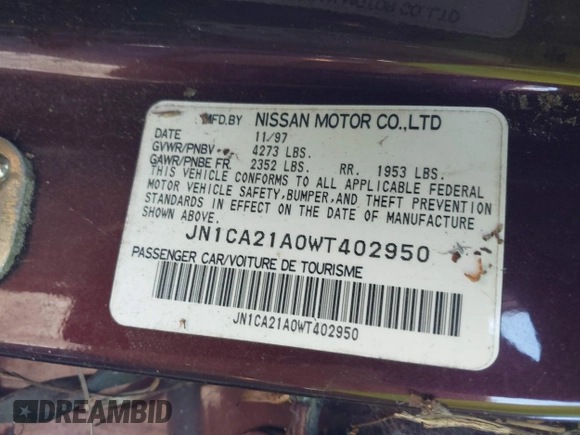 MFD.BY NISSAN MOTOR CO.,LTD
DATE 11/97
GVWR/PNBV 4273 LBS.
GAWR/PNBE FR. 2352 LBS. RR. 1953 LBS.
THIS VEHICLE CONFORMS TO ALL APPLICABLE FEDERAL
MOTOR VEHICLE SAFETY,BUMPER,AND THEFT PREVENTION
STANDARDS IN EFFECT ON THE DATE OF MANUFACTURE
SHOWN ABOVE.
JN1CA21A0WT402950
PASSENGER CAR/VOITURE DE TOURISME
JN1CA21A0WT402950
DREAMBID